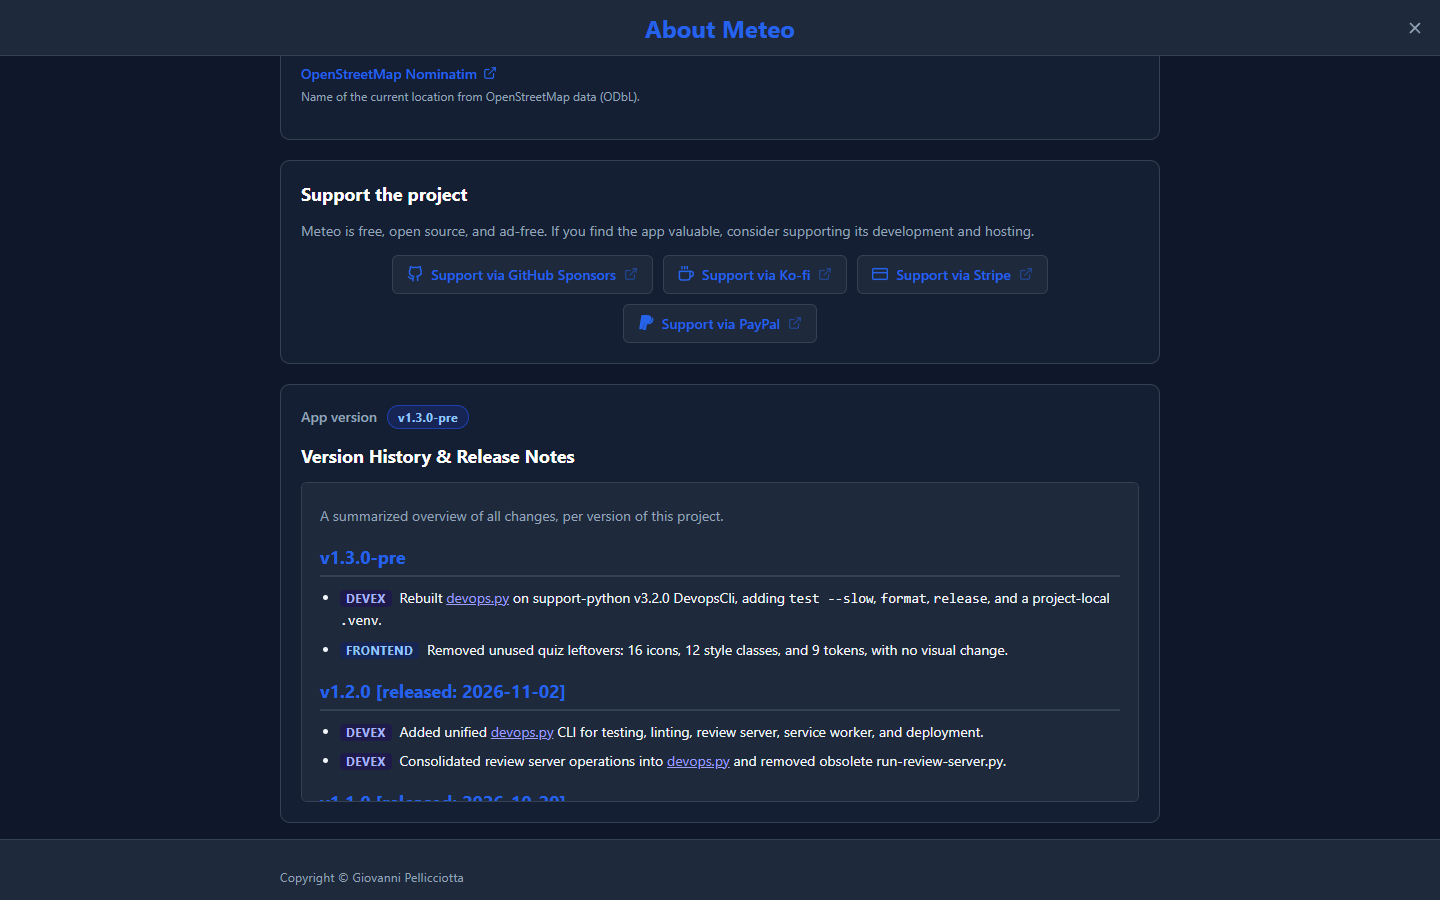 About Meteo
OpenStreetMap Nominatim
Name of the current location from OpenStreetMap data (ODbL).
Support the project
Meteo is free, open source, and ad-free. If you find the app valuable, consider supporting its development and hosting.
Support via GitHub Sponsors
Support via Ko-fi
Support via Stripe
Support via PayPal
App version v1.3.0-pre
Version History & Release Notes
A summarized overview of all changes, per version of this project.
v1.3.0-pre
DEVEX Rebuilt devops.py on support-python v3.2.0 DevopsCli, adding test --slow, format, release, and a project-local
.venv.
FRONTEND Removed unused quiz leftovers: 16 icons, 12 style classes, and 9 tokens, with no visual change.
v1.2.0 [released: 2026-11-02]
DEVEX Added unified devops.py CLI for testing, linting, review server, service worker, and deployment.
DEVEX Consolidated review server operations into devops.py and removed obsolete run-review-server.py.
v1.1.0 [released: 2026-10-20]
Copyright © Giovanni Pellicciotta